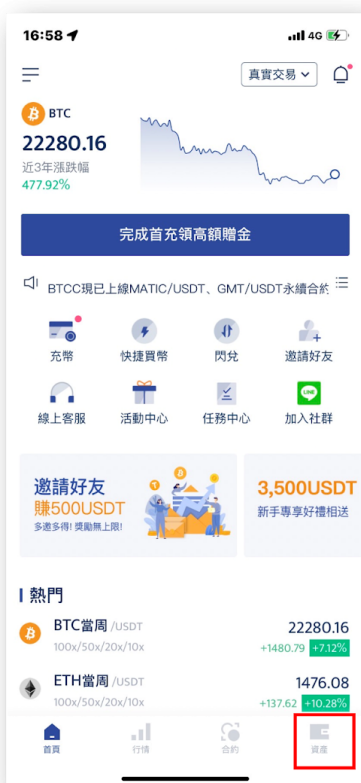 16:58
4G
真實交易
BTC
22280.16
近3年漲跌幅
477.92%
完成首充領高額贈金
BTCC現已上線MATIC/USDT、GMT/USDT永續合約
充幣 快捷買幣 閃兌 邀請好友
LINE
線上客服 活動中心 任務中心 加入社群
邀請好友
賺500USDT
多邀多得! 獎勵無上限!
3,500USDT
新手專享好禮相送
熱門
BTC當周 /USDT 22280.16
100x/50x/20x/10x +1480.79 +7.12%
ETH當周 /USDT 1476.08
100x/50x/20x/10x +137.62 +10.28%
首頁 行情 合約 資產